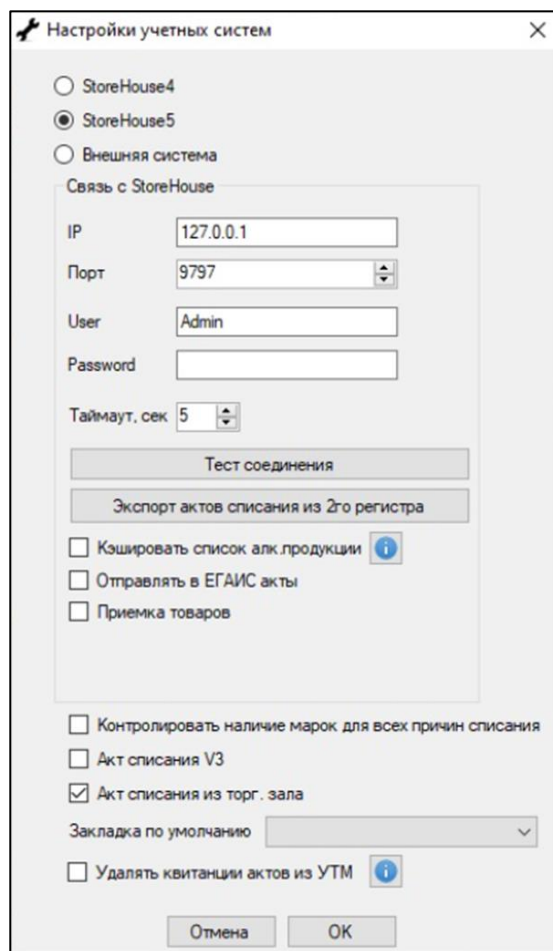 Настройки учетных систем
StoreHouse4
StoreHouse5
Внешняя система
Связь с StoreHouse
IP 127.0.0.1
Порт 9797
User Admin
Password
Таймаут, сек 5
Тест соединения
Экспорт актов списания из 2го регистра
Кэшировать список алк.продукции
Отправлять в ЕГАИС акты
Приемка товаров
Контролировать наличие марок для всех причин списания
Акт списания V3
Акт списания из торг. зала
Закладка по умолчанию
Удалять квитанции актов из УТМ
Отмена OK